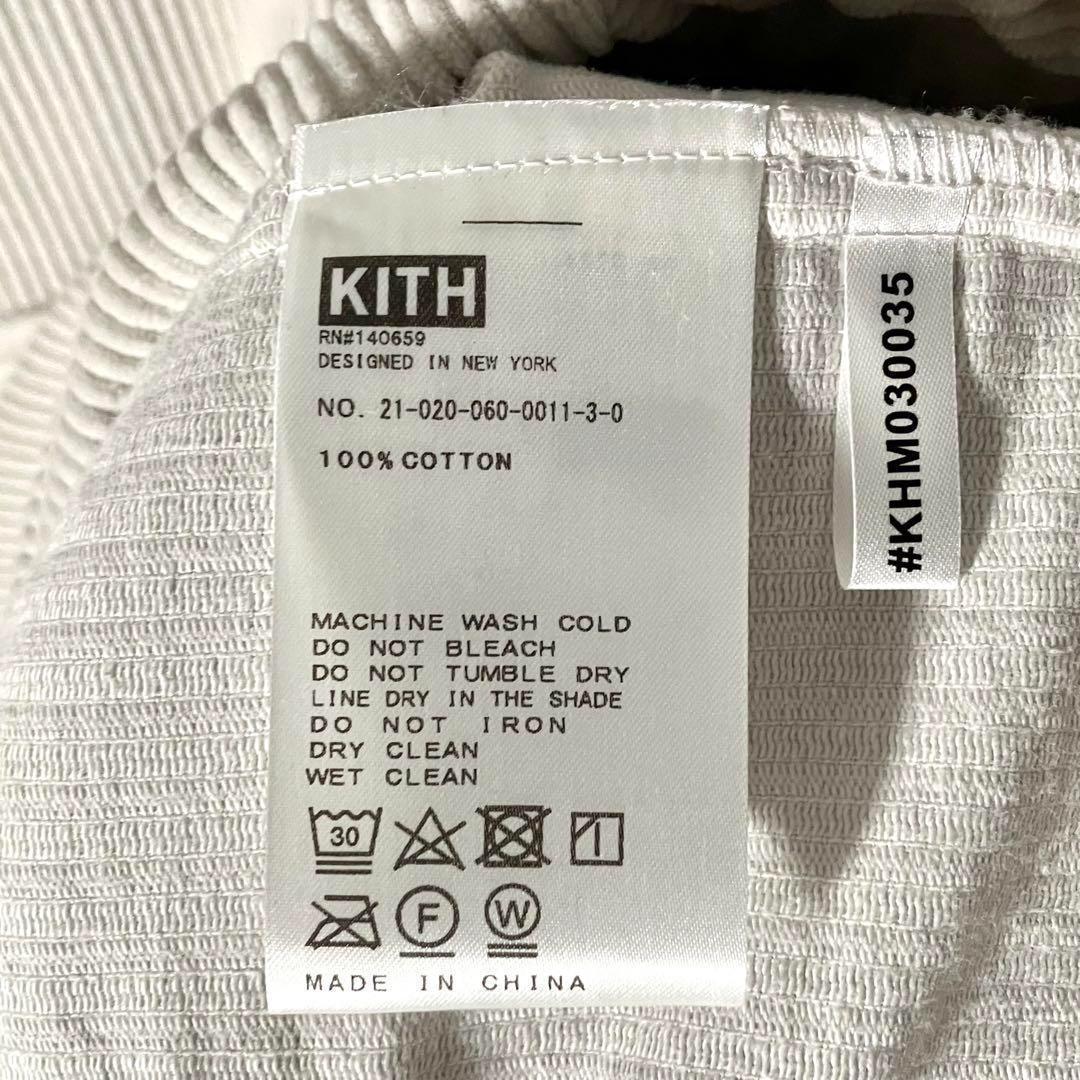 KITH
RN#140659
DESIGNED IN NEW YORK
NO. 21-020-060-0011-3-0
100% COTTON
MACHINE WASH COLD
DO NOT BLEACH
DO NOT TUMBLE DRY
LINE DRY IN THE SHADE
DO NOT IRON
DRY CLEAN
WET CLEAN
30
F W
MADE IN CHINA
#KHM030035